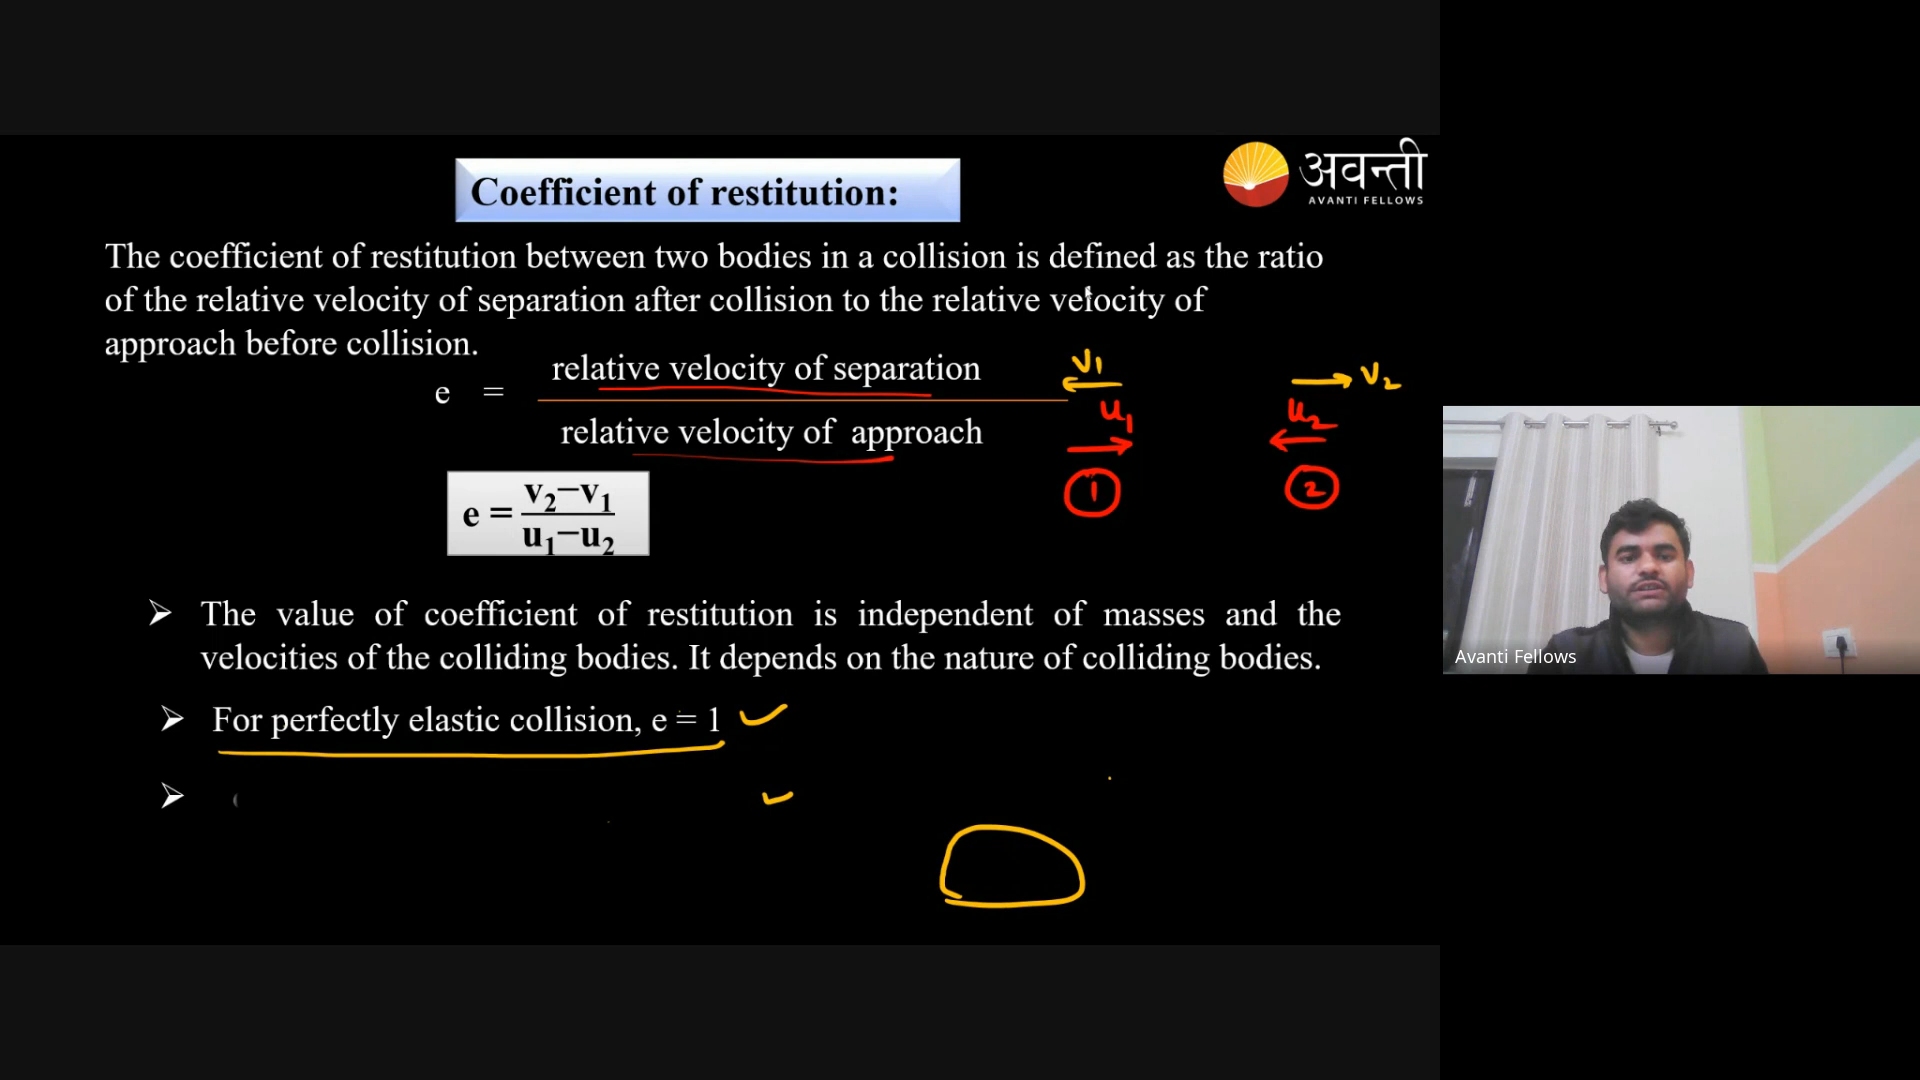 अवन्ती
AVANTI FELLOWS
Coefficient of restitution:
The coefficient of restitution between two bodies in a collision is defined as the ratio
of the relative velocity of separation after collision to the relative velocity of
approach before collision.
e = relative velocity of separation
relative velocity of approach
v1
v2
u1
u2
1
2
e = v₂−v₁
u₁−u₂
➢ The value of coefficient of restitution is independent of masses and the
velocities of the colliding bodies. It depends on the nature of colliding bodies.
➢ For perfectly elastic collision, e = 1
➢
Avanti Fellows